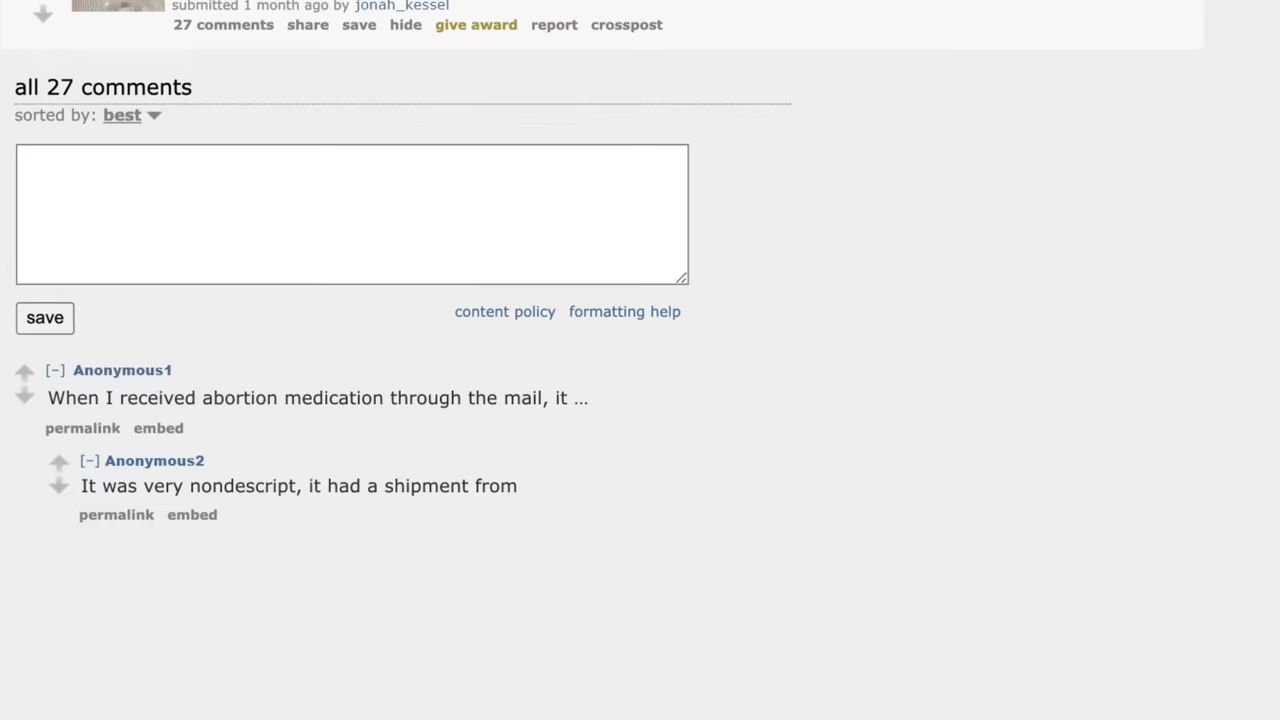 submitted 1 month ago by jonah_kessel
27 comments share save hide give award report crosspost
all 27 comments
sorted by: best
save
content policy formatting help
[–] Anonymous1
When I received abortion medication through the mail, it ...
permalink embed
[–] Anonymous2
It was very nondescript, it had a shipment from
permalink embed